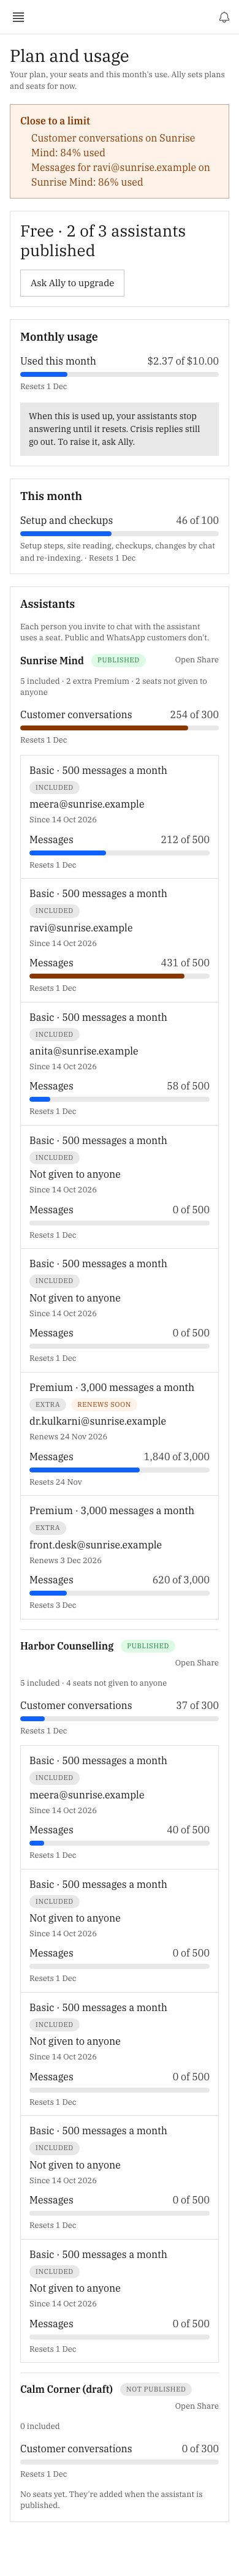 Plan and usage
Your plan, your seats and this month's use. Ally sets plans
and seats for now.
Close to a limit
Customer conversations on Sunrise
Mind: 84% used
Messages for ravi@sunrise.example on
Sunrise Mind: 86% used
Free · 2 of 3 assistants
published
Ask Ally to upgrade
Monthly usage
Used this month $2.37 of $10.00
Resets 1 Dec
When this is used up, your assistants stop
answering until it resets. Crisis replies still
go out. To raise it, ask Ally.
This month
Setup and checkups 46 of 100
Setup steps, site reading, checkups, changes by chat
and re-indexing. · Resets 1 Dec
Assistants
Each person you invite to chat with the assistant
uses a seat. Public and WhatsApp customers don't.
Sunrise Mind PUBLISHED Open Share
5 included · 2 extra Premium · 2 seats not given to
anyone
Customer conversations 254 of 300
Resets 1 Dec
Basic · 500 messages a month
INCLUDED
meera@sunrise.example
Since 14 Oct 2026
Messages 212 of 500
Resets 1 Dec
Basic · 500 messages a month
INCLUDED
ravi@sunrise.example
Since 14 Oct 2026
Messages 431 of 500
Resets 1 Dec
Basic · 500 messages a month
INCLUDED
anita@sunrise.example
Since 14 Oct 2026
Messages 58 of 500
Resets 1 Dec
Basic · 500 messages a month
INCLUDED
Not given to anyone
Since 14 Oct 2026
Messages 0 of 500
Resets 1 Dec
Basic · 500 messages a month
INCLUDED
Not given to anyone
Since 14 Oct 2026
Messages 0 of 500
Resets 1 Dec
Premium · 3,000 messages a month
EXTRA RENEWS SOON
dr.kulkarni@sunrise.example
Renews 24 Nov 2026
Messages 1,840 of 3,000
Resets 24 Nov
Premium · 3,000 messages a month
EXTRA
front.desk@sunrise.example
Renews 3 Dec 2026
Messages 620 of 3,000
Resets 3 Dec
Harbor Counselling PUBLISHED
Open Share
5 included · 4 seats not given to anyone
Customer conversations 37 of 300
Resets 1 Dec
Basic · 500 messages a month
INCLUDED
meera@sunrise.example
Since 14 Oct 2026
Messages 40 of 500
Resets 1 Dec
Basic · 500 messages a month
INCLUDED
Not given to anyone
Since 14 Oct 2026
Messages 0 of 500
Resets 1 Dec
Basic · 500 messages a month
INCLUDED
Not given to anyone
Since 14 Oct 2026
Messages 0 of 500
Resets 1 Dec
Basic · 500 messages a month
INCLUDED
Not given to anyone
Since 14 Oct 2026
Messages 0 of 500
Resets 1 Dec
Basic · 500 messages a month
INCLUDED
Not given to anyone
Since 14 Oct 2026
Messages 0 of 500
Resets 1 Dec
Calm Corner (draft) NOT PUBLISHED
Open Share
0 included
Customer conversations 0 of 300
Resets 1 Dec
No seats yet. They're added when the assistant is
published.